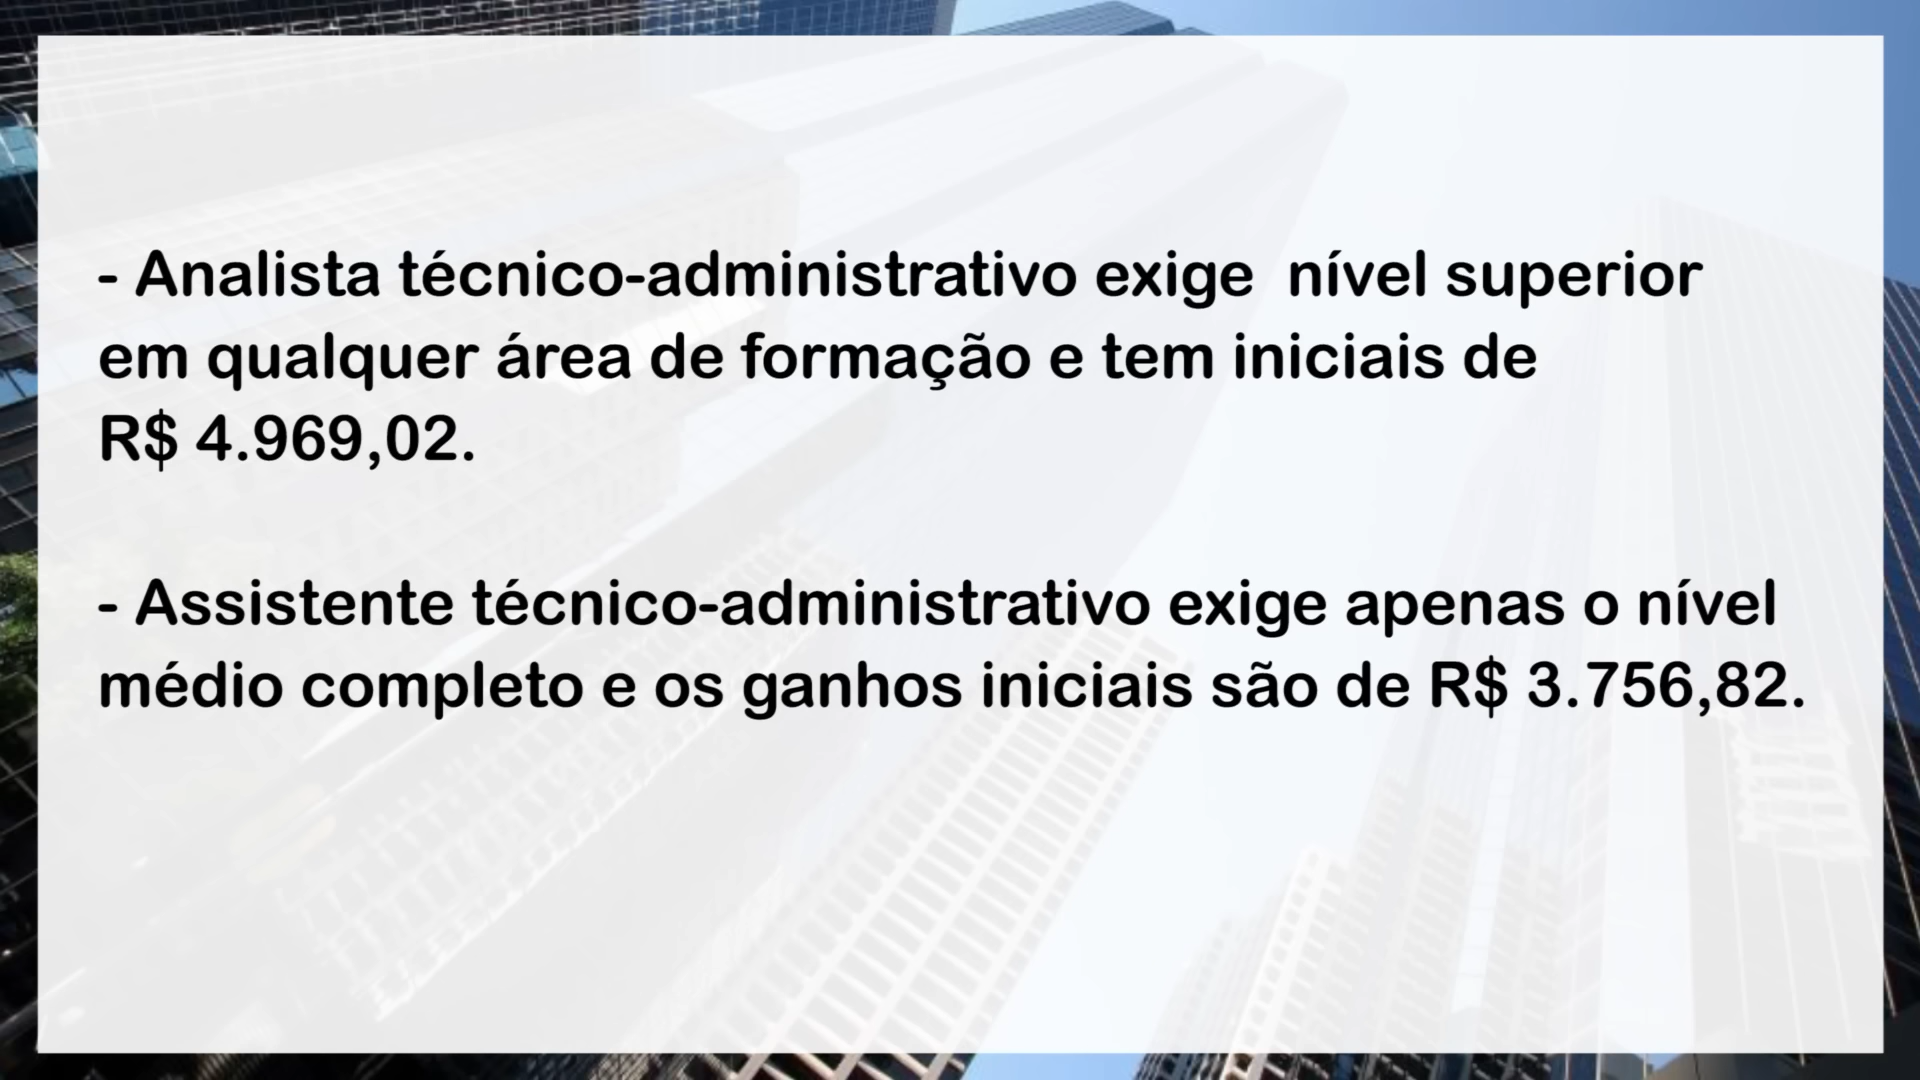 - Analista técnico-administrativo exige  nível superior
em qualquer área de formação e tem iniciais de
R$ 4.969,02.
- Assistente técnico-administrativo exige apenas o nível
médio completo e os ganhos iniciais são de R$ 3.756,82.